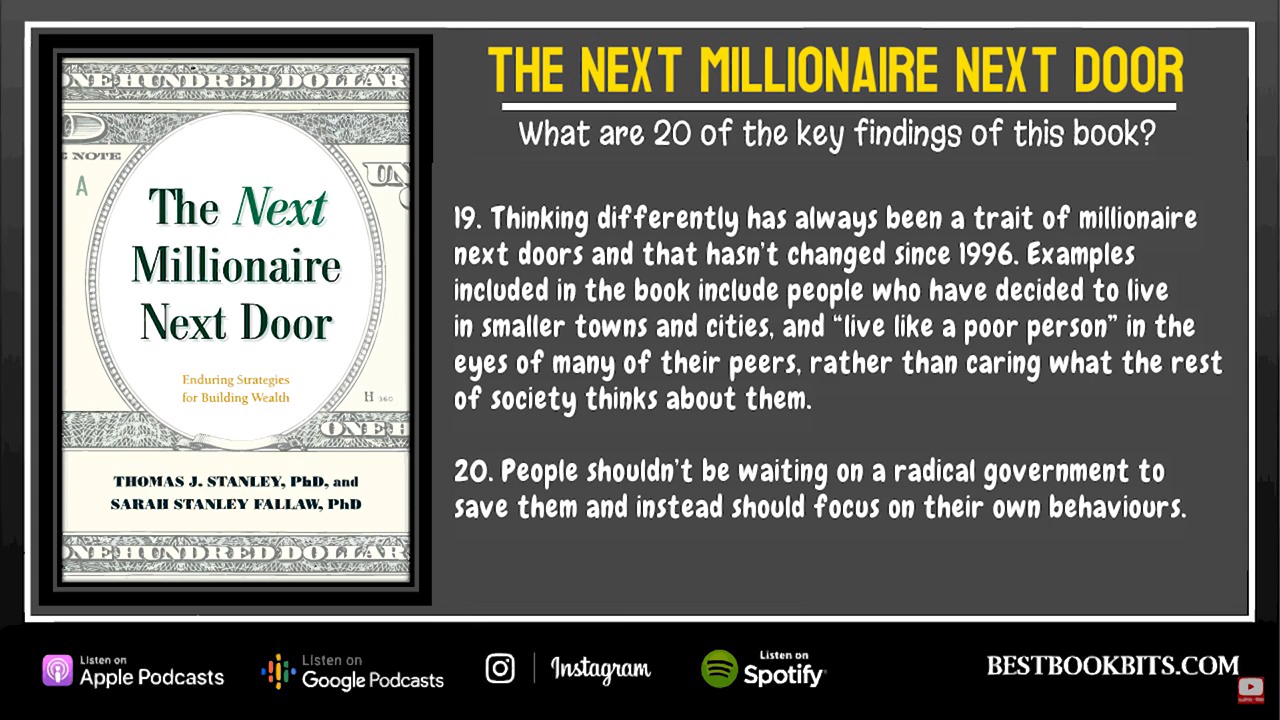 THE NEXT MILLIONAIRE NEXT DOOR
What are 20 of the key findings of this book?
ONE HUNDRED DOLLAR
E NOTE
A
UN
The Next
Millionaire
Next Door
Enduring Strategies
for Building Wealth
H 360
ONE H
THOMAS J. STANLEY, PhD, and
SARAH STANLEY FALLAW, PhD
ONE HUNDRED DOLLAR
19. Thinking differently has always been a trait of millionaire
next doors and that hasn't changed since 1996. Examples
included in the book include people who have decided to live
in smaller towns and cities, and “live like a poor person” in the
eyes of many of their peers, rather than caring what the rest
of society thinks about them.
20. People shouldn't be waiting on a radical government to
save them and instead should focus on their own behaviours.
Listen on
Apple Podcasts
Listen on
Google Podcasts
Instagram
Listen on
Spotify
BESTBOOKBITS.COM